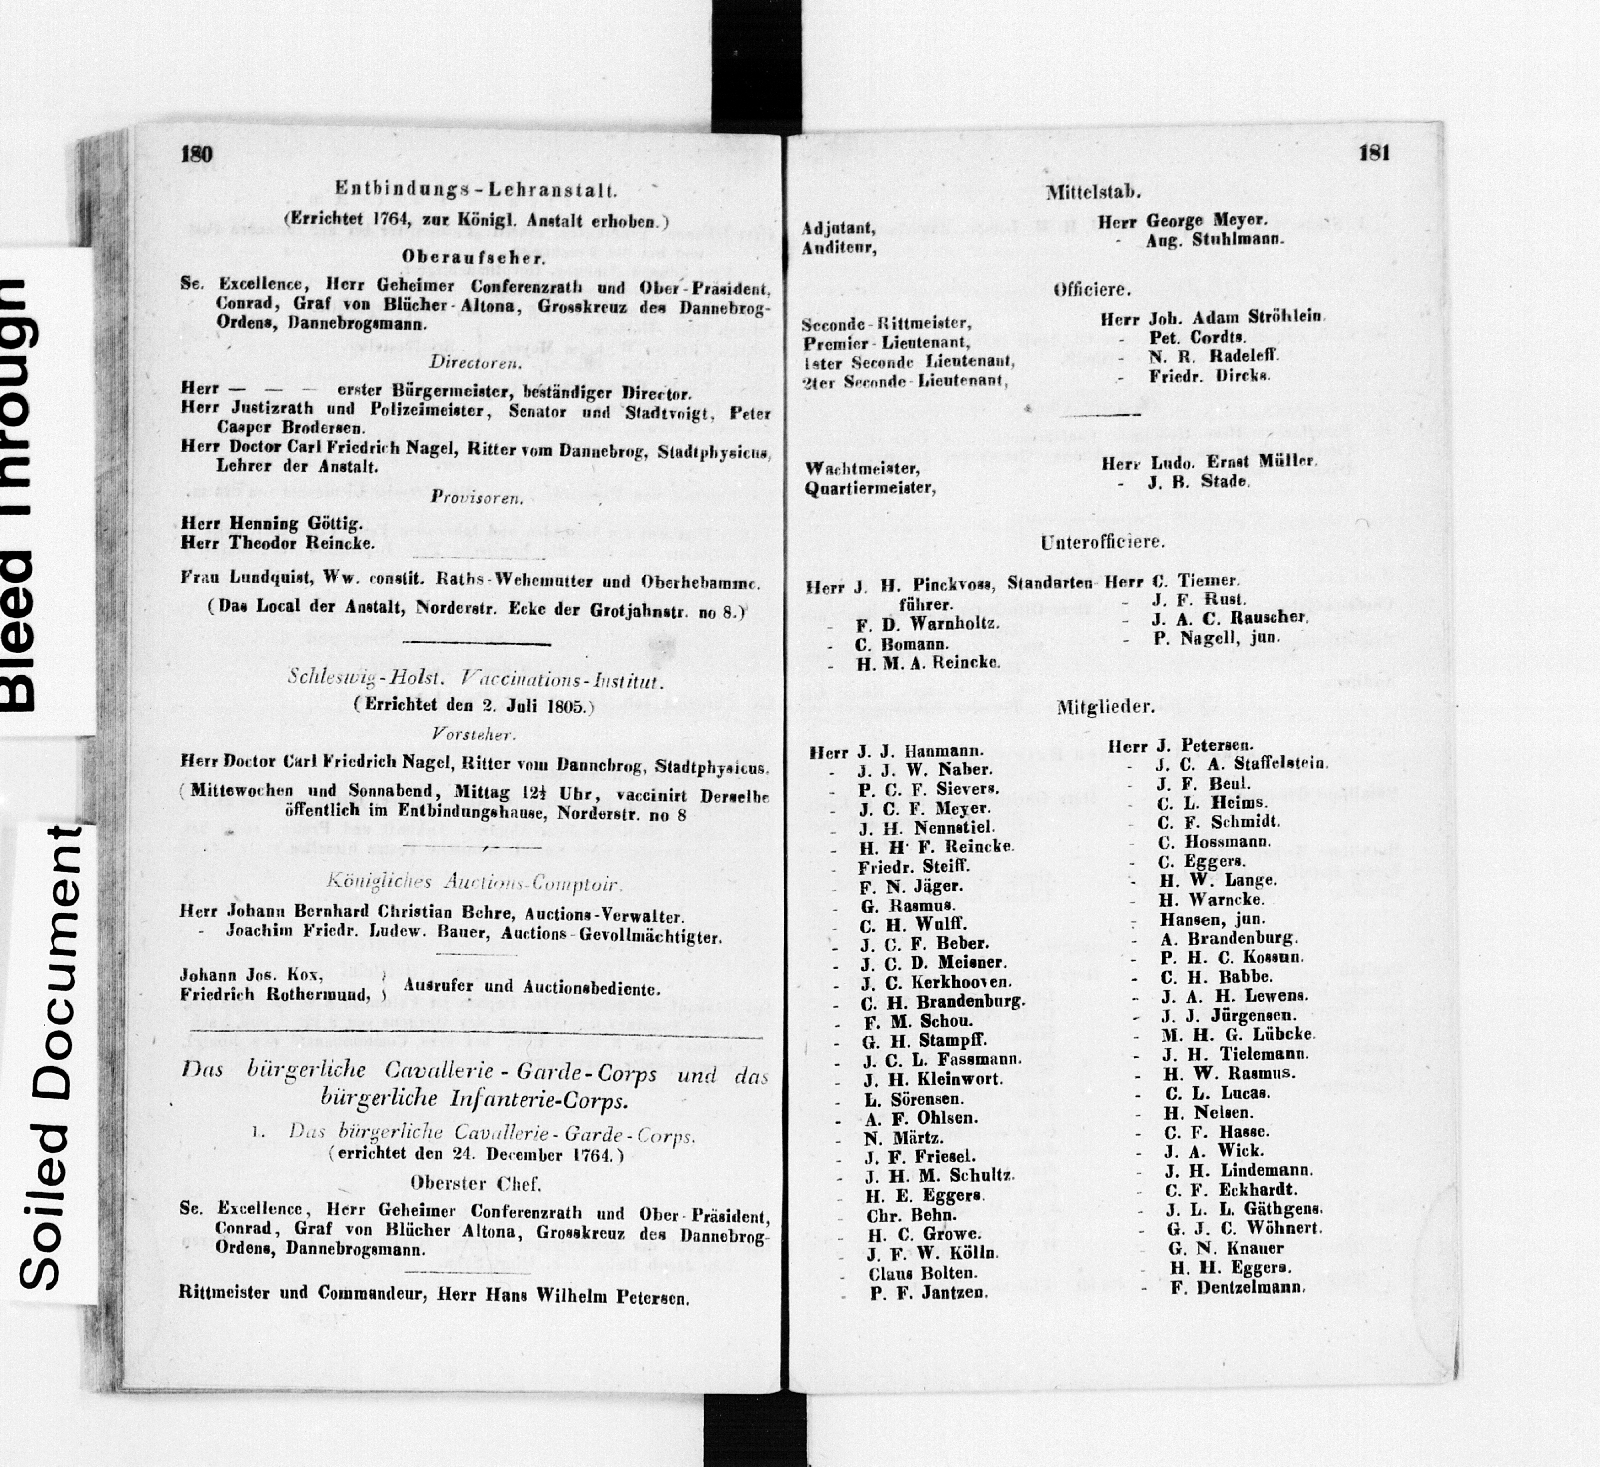 Bleed Through
Soiled Document
180
Entbindungs-Lehranstalt.
(Errichtet 1764, zur Königl. Anstalt erhoben.)
Oberaufseher.
Se. Excellence, Herr Geheimer Conferenzrath und Ober-Präsident,
Conrad, Graf von Blücher-Altona, Grosskreuz des Dannebrog-
Ordens, Dannebrogsmann.
Directoren.
Herr — — — erster Bürgermeister, beständiger Director.
Herr Justizrath und Polizeimeister, Senator und Stadtvoigt, Peter
Casper Brodersen.
Herr Doctor Carl Friedrich Nagel, Ritter vom Dannebrog, Stadtphysicus,
Lehrer der Anstalt.
Provisoren.
Herr Henning Göttig.
Herr Theodor Reincke.
Frau Lundquist, Ww. constit. Raths-Wehemutter und Oberhebamme.
(Das Local der Anstalt, Norderstr. Ecke der Grotjahnstr. no 8.)
Schleswig-Holst. Vaccinations-Institut.
(Errichtet den 2. Juli 1805.)
Vorsteher.
Herr Doctor Carl Friedrich Nagel, Ritter vom Dannebrog, Stadtphysicus.
(Mittewochen und Sonnabend, Mittag 12½ Uhr, vaccinirt Derselbe
öffentlich im Entbindungshause, Norderstr. no 8
Königliches Auctions-Comptoir.
Herr Johann Bernhard Christian Behre, Auctions-Verwalter.
- Joachim Friedr. Ludew. Bauer, Auctions-Gevollmächtigter.
Johann Jos. Kox,
Friedrich Rothermund, } Ausrufer und Auctionsbediente.
Das bürgerliche Cavallerie-Garde-Corps und das
bürgerliche Infanterie-Corps.
1. Das bürgerliche Cavallerie-Garde-Corps.
(errichtet den 24. December 1764.)
Oberster Chef.
Se. Excellence, Herr Geheimer Conferenzrath und Ober-Präsident,
Conrad, Graf von Blücher Altona, Grosskreuz des Dannebrog-
Ordens, Dannebrogsmann.
Rittmeister und Commandeur, Herr Hans Wilhelm Petersen.
181
Mittelstab.
Adjutant, Herr George Meyer.
Auditeur, - Aug. Stuhlmann.
Officiere.
Seconde-Rittmeister, Herr Joh. Adam Ströhlein.
Premier-Lieutenant, - Pet. Cordts.
1ster Seconde Lieutenant, - N. R. Radeleff.
2ter Seconde-Lieutenant, - Friedr. Dircks.
Wachtmeister, Herr Ludo. Ernst Müller.
Quartiermeister, - J. B. Stade.
Unterofficiere.
Herr J. H. Pinckvoss, Standarten-
führer.
- F. D. Warnholtz.
- C. Bomann.
- H. M. A. Reincke.
Herr C. Tiemer.
- J. F. Rust.
- J. A. C. Rauscher.
- P. Nagell, jun.
Mitglieder.
Herr J. J. Hanmann.
- J. J. W. Naber.
- P. C. F. Sievers.
- J. C. F. Meyer.
- J. H. Nennstiel.
- H. H. F. Reincke.
- Friedr. Steiff.
- F. N. Jäger.
- G. Rasmus.
- C. H. Wulff.
- J. C. F. Beber.
- J. C. D. Meisner.
- J. C. Kerkhooven.
- C. H. Brandenburg.
- F. M. Schou.
- G. H. Stampff.
- J. C. L. Fassmann.
- J. H. Kleinwort.
- L. Sörensen.
- A. F. Ohlsen.
- N. Märtz.
- J. F. Friesel.
- J. H. M. Schultz.
- H. E. Eggers.
- Chr. Behn.
- H. C. Growe.
- J. F. W. Kölln.
- Claus Bolten.
- P. F. Jantzen.
Herr J. Petersen.
- J. C. A. Staffelstein.
- J. F. Beul.
- C. L. Heims.
- C. F. Schmidt.
- C. Hossmann.
- C. Eggers.
- H. W. Lange.
- H. Warncke.
- Hansen, jun.
- A. Brandenburg.
- P. H. C. Kossun.
- C. H. Babbe.
- J. A. H. Lewens.
- J. J. Jürgensen.
- M. H. G. Lübcke.
- J. H. Tielemann.
- H. W. Rasmus.
- C. L. Lucas.
- H. Nelsen.
- C. F. Hasse.
- J. A. Wick.
- J. H. Lindemann.
- C. F. Eckhardt.
- J. L. L. Gäthgens.
- G. J. C. Wöhnert.
- G. N. Knauer
- H. H. Eggers.
- F. Dentzelmann.